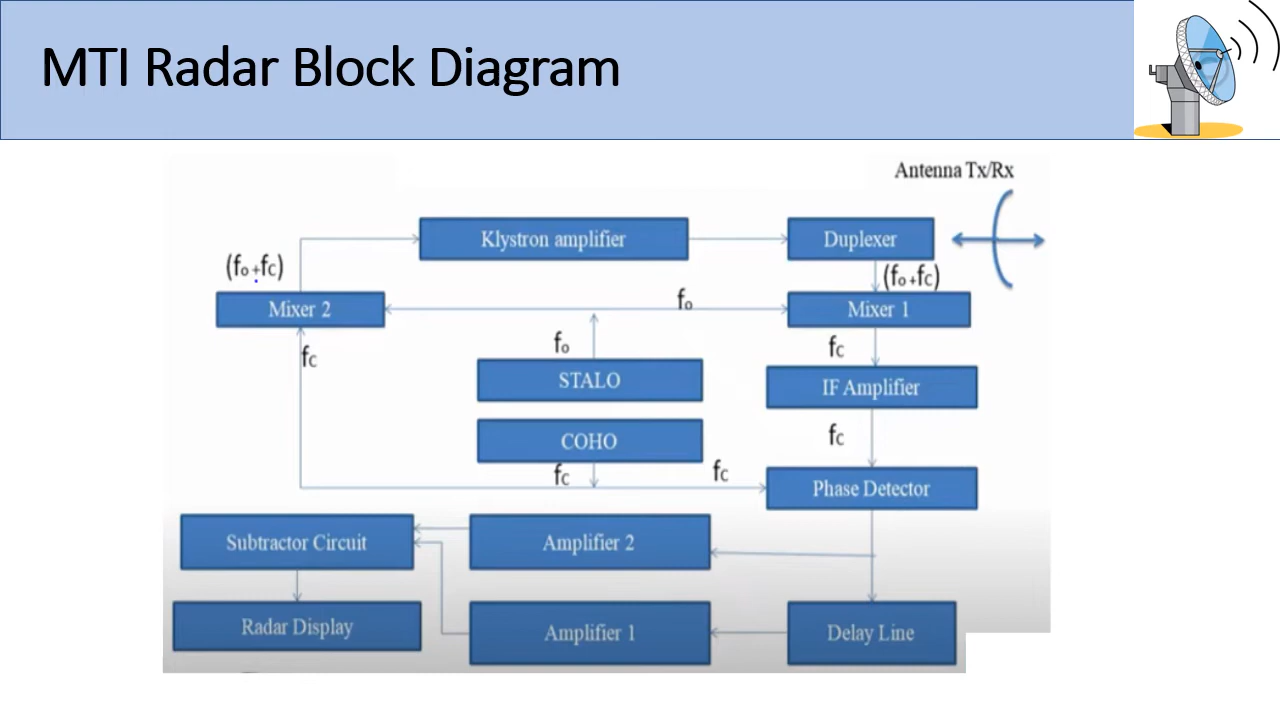 MTI Radar Block Diagram
Antenna Tx/Rx
Klystron amplifier
Duplexer
(fo+fC)
(fo+fC)
Mixer 2
fo
Mixer 1
fC
fo
fC
STALO
IF Amplifier
COHO
fC
fC
fC
Phase Detector
Subtractor Circuit
Amplifier 2
Radar Display
Amplifier 1
Delay Line